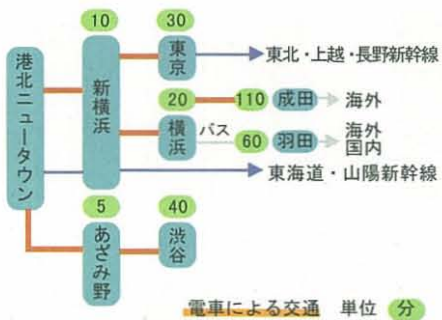 10
30
港北ニュータウン
新横浜
東京
東北・上越・長野新幹線
20
110
成田
海外
横浜
バス
60
羽田
海外
国内
東海道・山陽新幹線
5
40
あざみ野
渋谷
電車による交通 単位 分